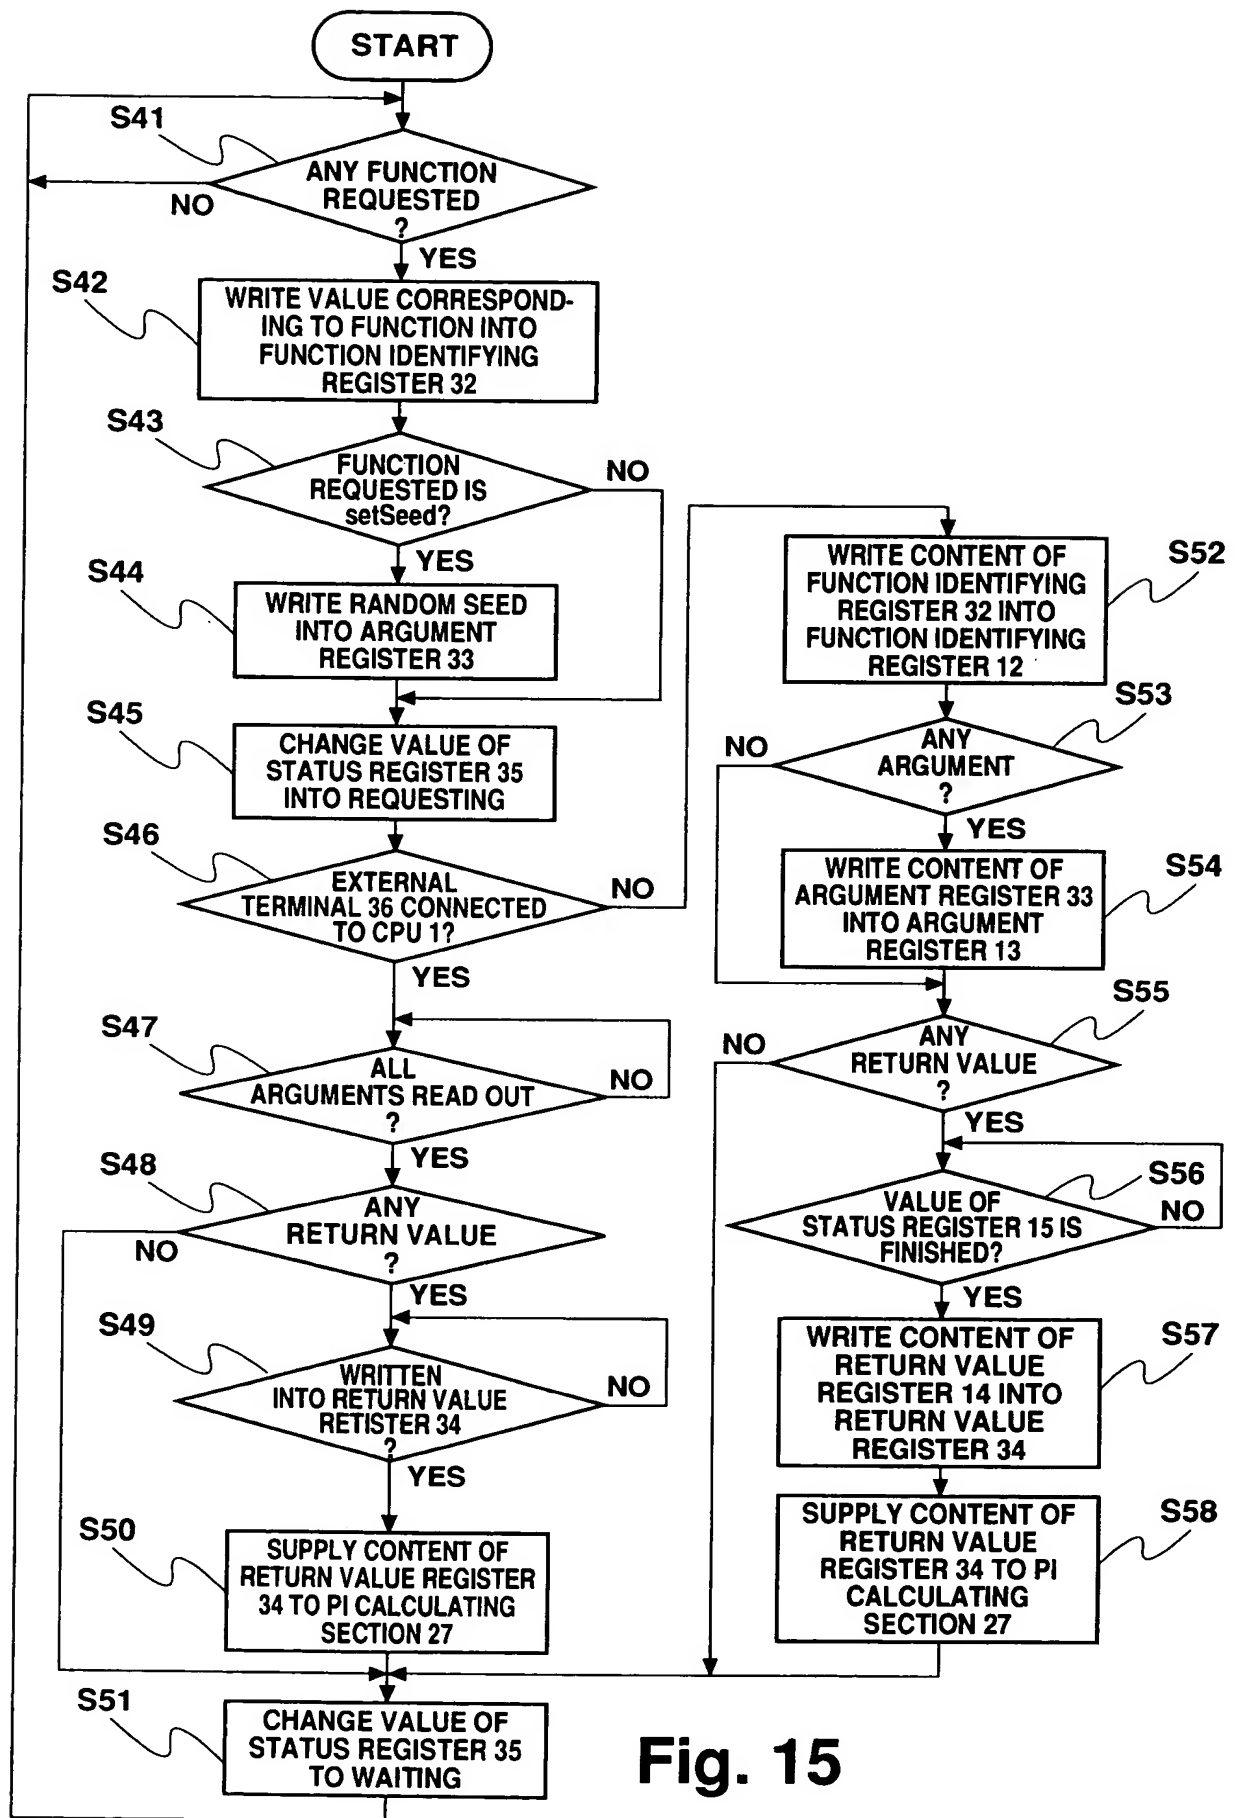 START
S41
ANY FUNCTION
REQUESTED
?
NO
YES
S42
WRITE VALUE CORRESPOND-
ING TO FUNCTION INTO
FUNCTION IDENTIFYING
REGISTER 32
S43
FUNCTION
REQUESTED IS
setSeed?
NO
YES
S44
WRITE RANDOM SEED
INTO ARGUMENT
REGISTER 33
S45
CHANGE VALUE OF
STATUS REGISTER 35
INTO REQUESTING
S46
EXTERNAL
TERMINAL 36 CONNECTED
TO CPU 1?
NO
YES
S47
ALL
ARGUMENTS READ OUT
?
NO
YES
S48
ANY
RETURN VALUE
?
NO
YES
S49
WRITTEN
INTO RETURN VALUE
RETISTER 34
?
NO
YES
S50
SUPPLY CONTENT OF
RETURN VALUE REGISTER
34 TO PI CALCULATING
SECTION 27
S51
CHANGE VALUE OF
STATUS REGISTER 35
TO WAITING
S52
WRITE CONTENT OF
FUNCTION IDENTIFYING
REGISTER 32 INTO
FUNCTION IDENTIFYING
REGISTER 12
S53
ANY
ARGUMENT
?
NO
YES
S54
WRITE CONTENT OF
ARGUMENT REGISTER 33
INTO ARGUMENT
REGISTER 13
S55
ANY
RETURN VALUE
?
NO
YES
S56
VALUE OF
STATUS REGISTER 15 IS
FINISHED?
NO
YES
S57
WRITE CONTENT OF
RETURN VALUE
REGISTER 14 INTO
RETURN VALUE
REGISTER 34
S58
SUPPLY CONTENT OF
RETURN VALUE
REGISTER 34 TO PI
CALCULATING
SECTION 27
Fig. 15